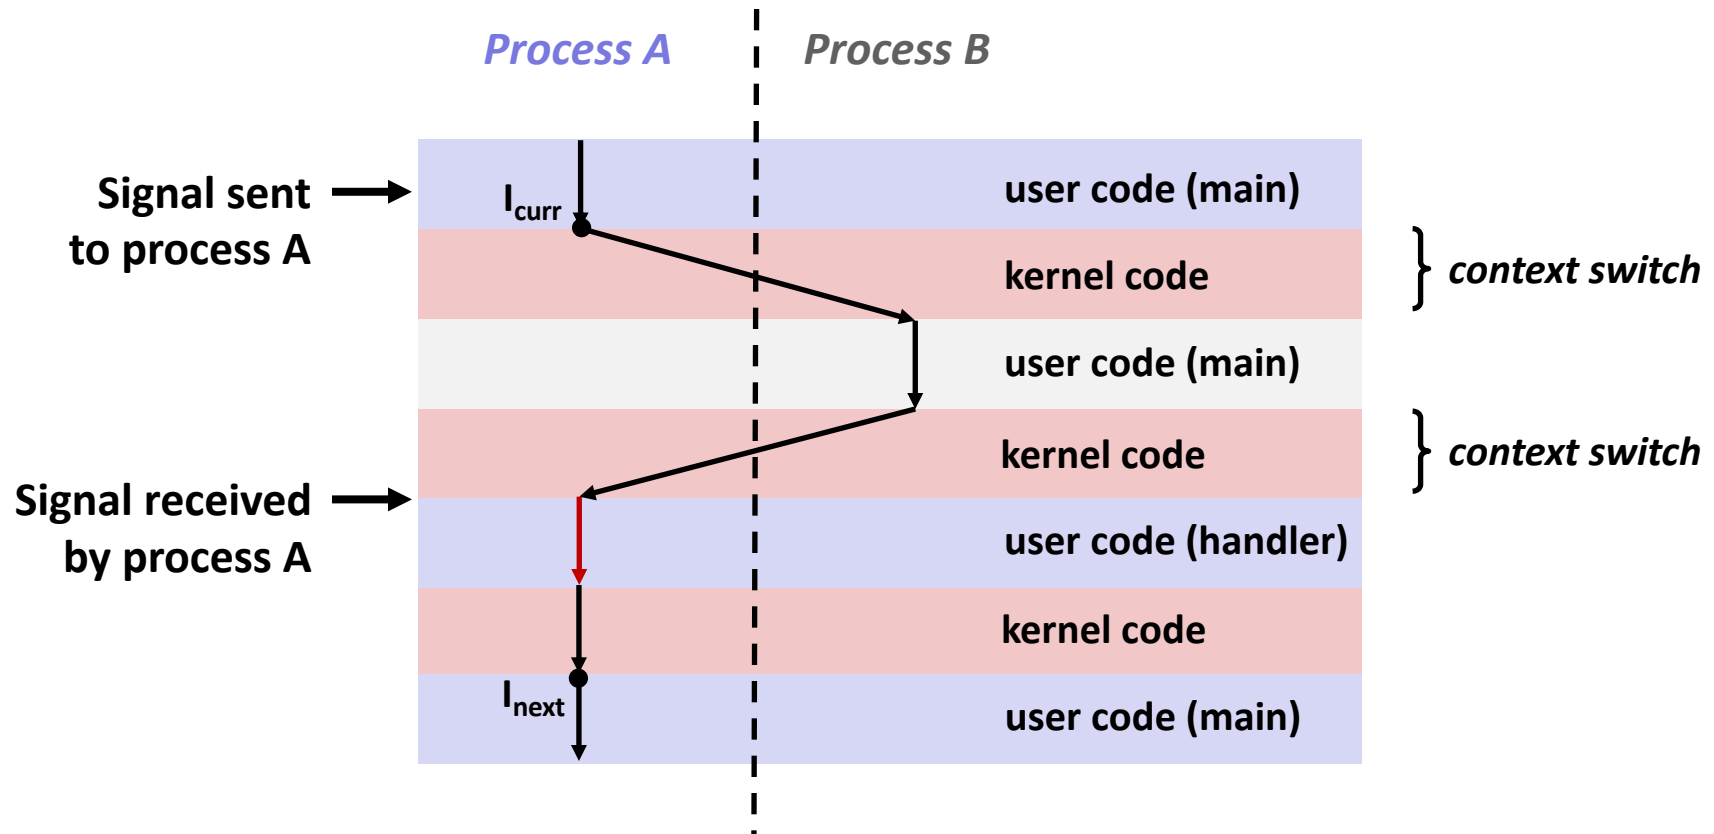 Process A
Process B
Signal sent
to process A
I_curr
user code (main)
kernel code
context switch
user code (main)
kernel code
context switch
Signal received
by process A
user code (handler)
kernel code
I_next
user code (main)